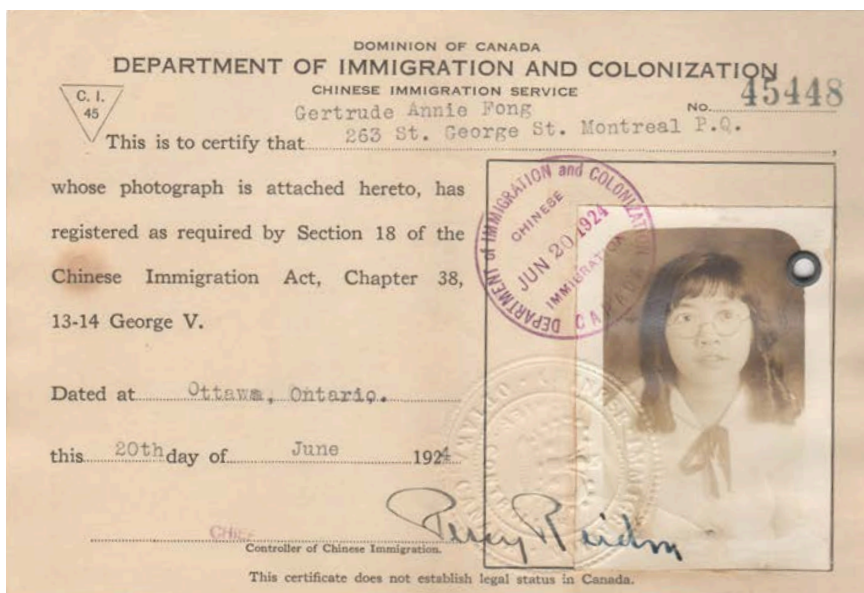 DOMINION OF CANADA
DEPARTMENT OF IMMIGRATION AND COLONIZATION
CHINESE IMMIGRATION SERVICE
C. I.
45
No. 45448
Gertrude Annie Fong
This is to certify that 263 St. George St. Montreal P.Q.,
whose photograph is attached hereto, has
registered as required by Section 18 of the
Chinese Immigration Act, Chapter 38,
13-14 George V.
DEPARTMENT of IMMIGRATION and COLONIZATION
CHINESE
JUN 20 1924
IMMIGRATION
CANADA
Dated at Ottawa, Ontario.
this 20th day of June 1924
CHIEF
Controller of Chinese Immigration.
This certificate does not establish legal status in Canada.